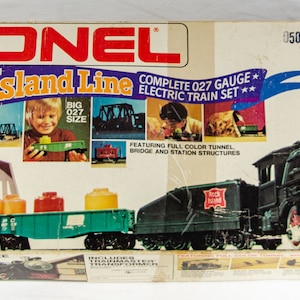 ONEL
sland Line
COMPLETE 027 GAUGE
ELECTRIC TRAIN SET
BIG
027
SIZE
FEATURING FULL COLOR TUNNEL,
BRIDGE AND STATION STRUCTURES
Rock
Island
INCLUDES
TRAINMASTER
TRANSFORMER